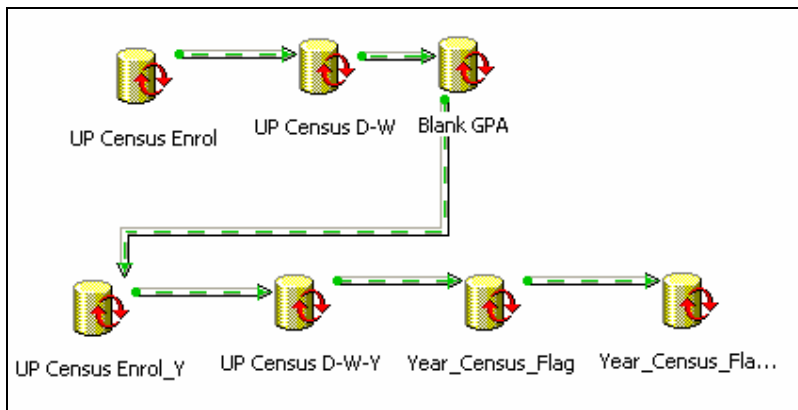 UP Census Enrol
UP Census D-W
Blank GPA
UP Census Enrol_Y
UP Census D-W-Y
Year_Census_Flag
Year_Census_Fla...